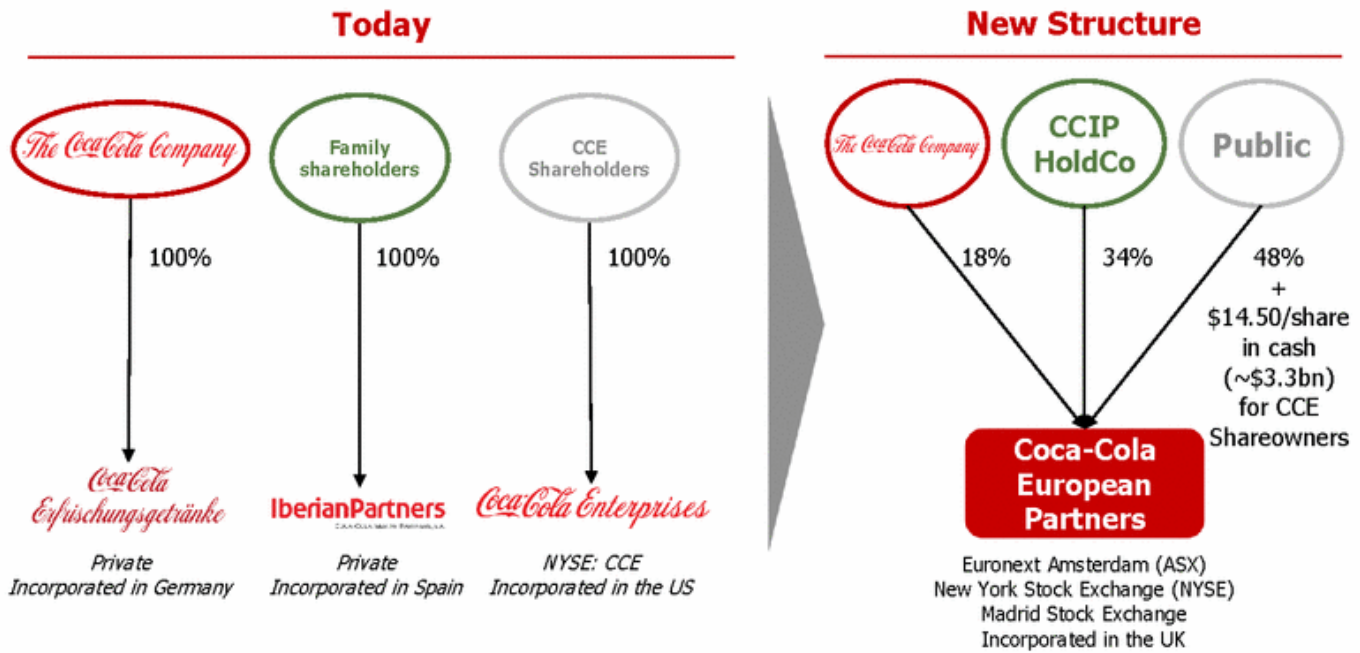 Today
The Coca-Cola Company
Family
shareholders
CCE
Shareholders
100%
100%
100%
Coca-Cola
Erfrischungsgetränke
IberianPartners
Coca-Cola Enterprises
Private
Incorporated in Germany
Private
Incorporated in Spain
NYSE: CCE
Incorporated in the US
New Structure
The Coca-Cola Company
CCIP
HoldCo
Public
18%
34%
48%
+
$14.50/share
in cash
(~$3.3bn)
for CCE
Shareowners
Coca-Cola
European
Partners
Euronext Amsterdam (ASX)
New York Stock Exchange (NYSE)
Madrid Stock Exchange
Incorporated in the UK